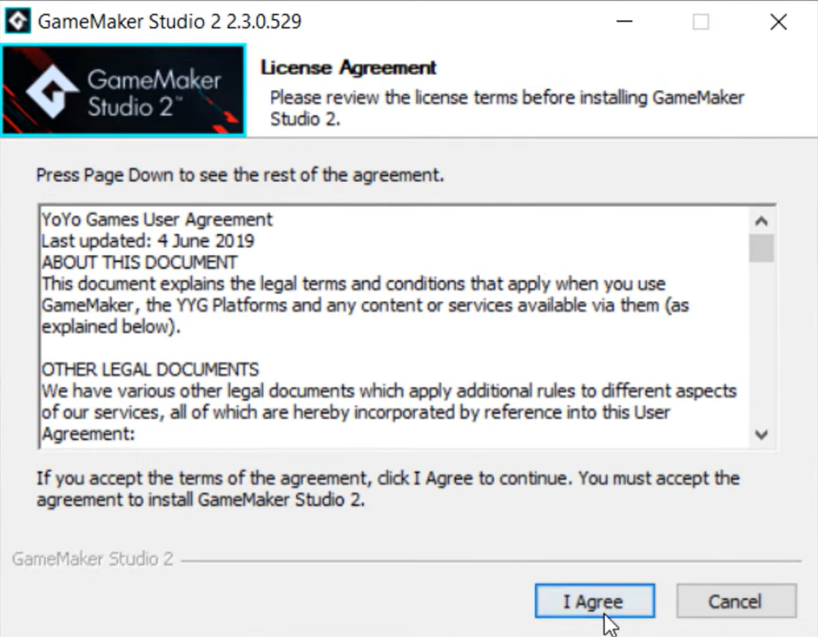 GameMaker Studio 2 2.3.0.529
GameMaker
Studio 2™
License Agreement
Please review the license terms before installing GameMaker
Studio 2.
Press Page Down to see the rest of the agreement.
YoYo Games User Agreement
Last updated: 4 June 2019
ABOUT THIS DOCUMENT
This document explains the legal terms and conditions that apply when you use
GameMaker, the YYG Platforms and any content or services available via them (as
explained below).
OTHER LEGAL DOCUMENTS
We have various other legal documents which apply additional rules to different aspects
of our services, all of which are hereby incorporated by reference into this User
Agreement:
If you accept the terms of the agreement, click I Agree to continue. You must accept the
agreement to install GameMaker Studio 2.
GameMaker Studio 2
I Agree
Cancel